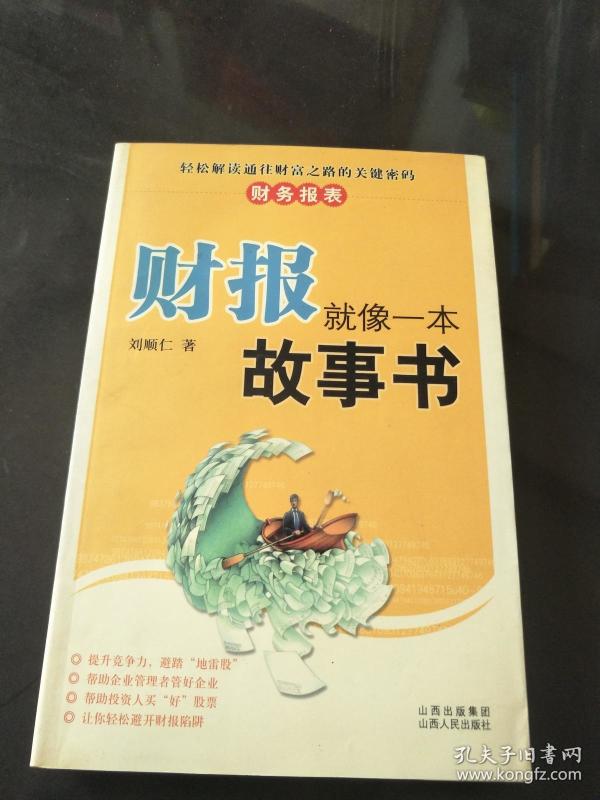 轻松解读通往财富之路的关键密码
财务报表
财报
就像一本
刘顺仁 著
故事书
◎ 提升竞争力，避踏“地雷股”
◎ 帮助企业管理者管好企业
◎ 帮助投资人买“好”股票
◎ 让你轻松避开财报陷阱
山西出版集团
山西人民出版社
孔夫子旧书网
www.kongfz.com